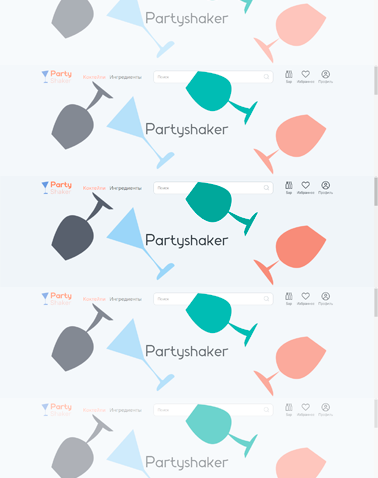 Partyshaker
Party
Shaker
Коктейли Ингредиенты
Поиск
Бар Избранное Профиль
Partyshaker
Party
Shaker
Коктейли Ингредиенты
Поиск
Бар Избранное Профиль
Partyshaker
Party
Shaker
Коктейли Ингредиенты
Поиск
Бар Избранное Профиль
Partyshaker
Party
Shaker
Коктейли Ингредиенты
Поиск
Бар Избранное Профиль
Partyshaker